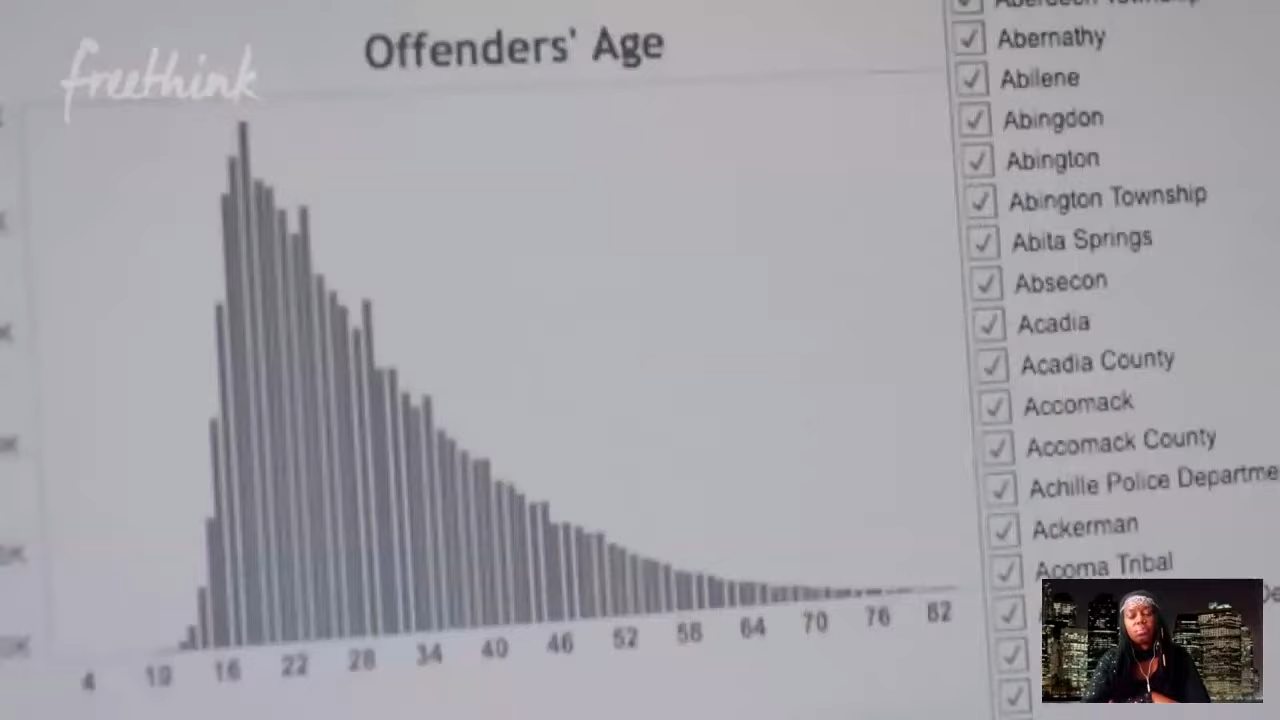 freethink
Offenders' Age
Abernathy
Abilene
Abingdon
Abington
Abington Township
Abita Springs
Absecon
Acadia
Acadia County
Accomack
Accomack County
Achille Police Departme
Ackerman
Acoma Tribal
4 10 16 22 28 34 40 46 52 58 64 70 76 82